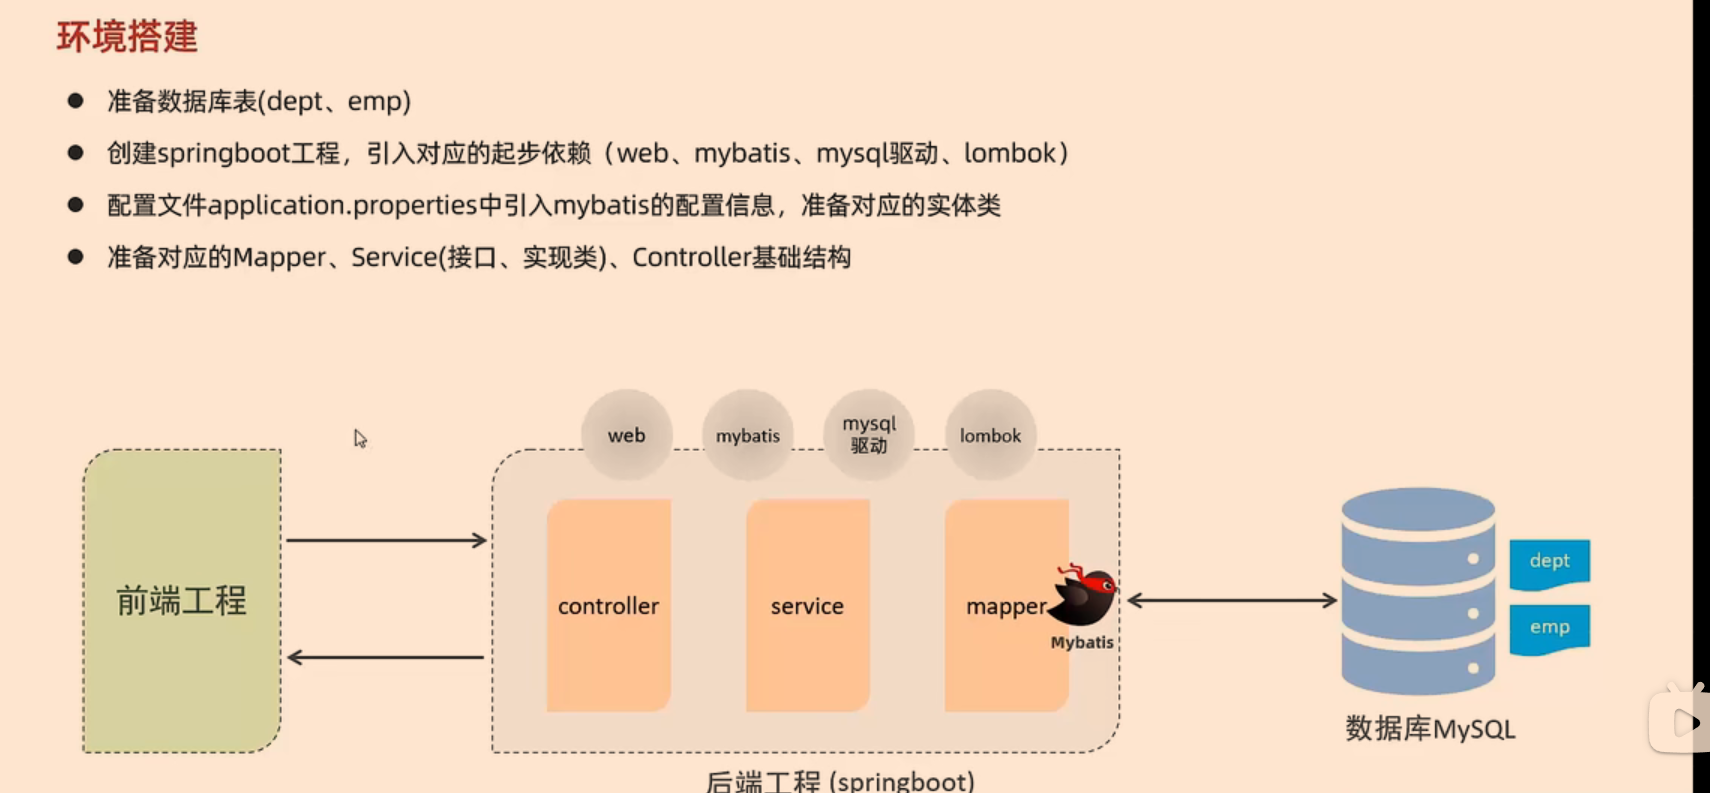 环境搭建
准备数据库表(dept、emp)
创建springboot工程，引入对应的起步依赖（web、mybatis、mysql驱动、lombok）
配置文件application.properties中引入mybatis的配置信息，准备对应的实体类
准备对应的Mapper、Service(接口、实现类)、Controller基础结构
web
mybatis
mysql
驱动
lombok
前端工程
controller
service
mapper
Mybatis
dept
emp
数据库MySQL
后端工程 (springboot)